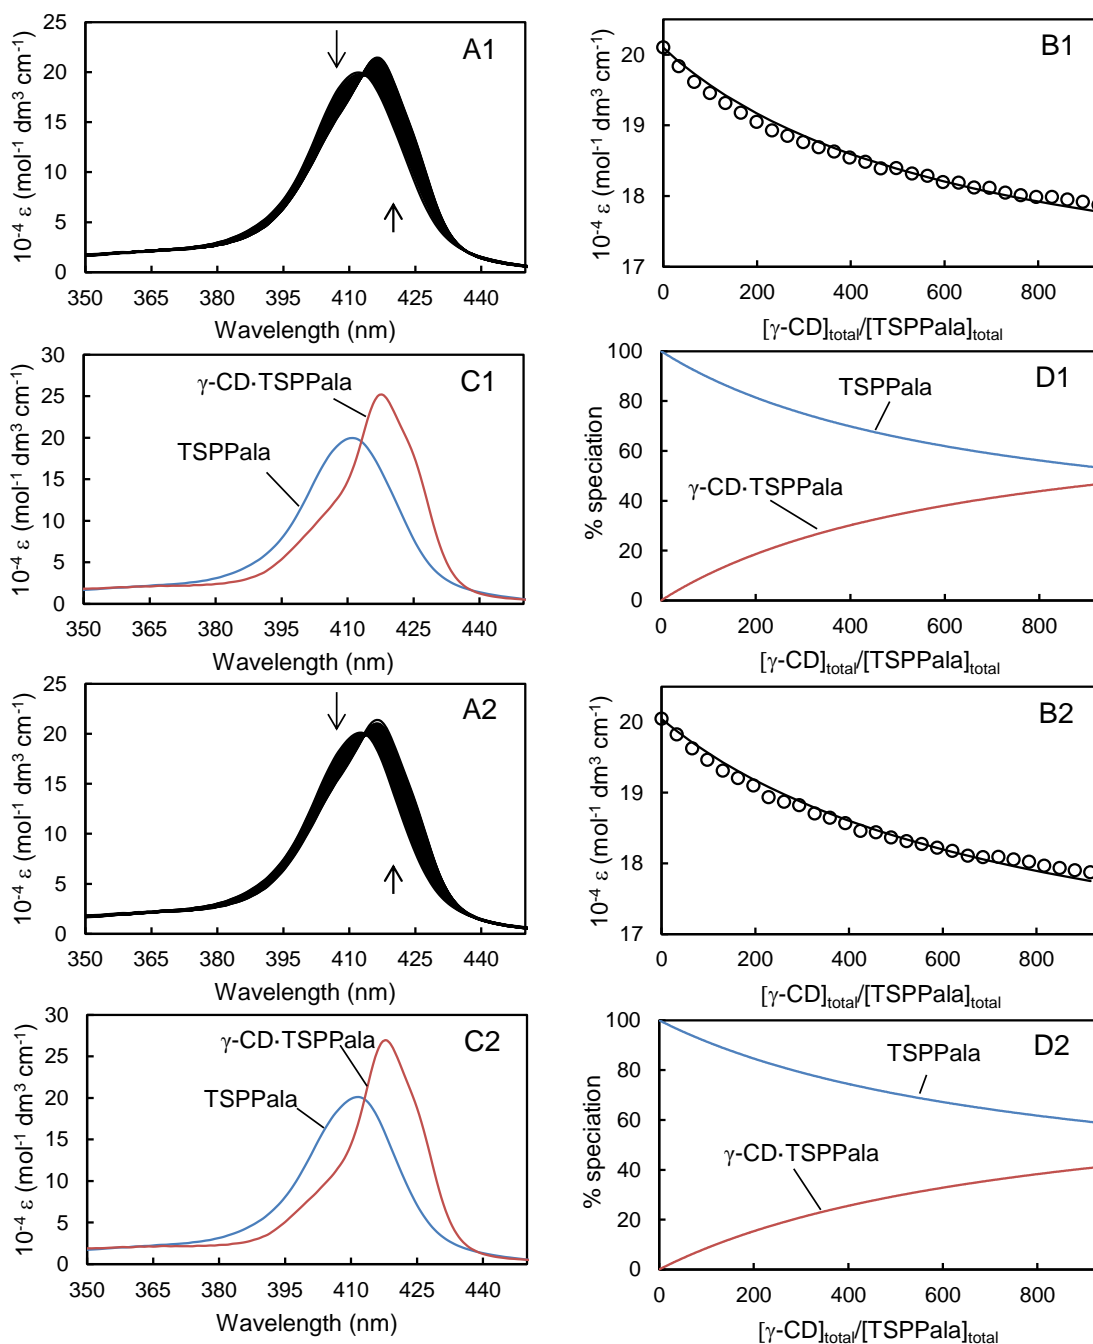 A1
10⁻⁴ ε (mol⁻¹ dm³ cm⁻¹)
25
20
15
10
5
0
350 365 380 395 410 425 440
Wavelength (nm)
B1
10⁻⁴ ε (mol⁻¹ dm³ cm⁻¹)
20
19
18
17
0 200 400 600 800
[γ-CD]total/[TSPPala]total
C1
10⁻⁴ ε (mol⁻¹ dm³ cm⁻¹)
30
25
20
15
10
5
0
γ-CD·TSPPala
TSPPala
350 365 380 395 410 425 440
Wavelength (nm)
D1
% speciation
100
80
60
40
20
0
TSPPala
γ-CD·TSPPala
0 200 400 600 800
[γ-CD]total/[TSPPala]total
A2
10⁻⁴ ε (mol⁻¹ dm³ cm⁻¹)
25
20
15
10
5
0
350 365 380 395 410 425 440
Wavelength (nm)
B2
10⁻⁴ ε (mol⁻¹ dm³ cm⁻¹)
20
19
18
17
0 200 400 600 800
[γ-CD]total/[TSPPala]total
C2
10⁻⁴ ε (mol⁻¹ dm³ cm⁻¹)
30
25
20
15
10
5
0
γ-CD·TSPPala
TSPPala
350 365 380 395 410 425 440
Wavelength (nm)
D2
% speciation
100
80
60
40
20
0
TSPPala
γ-CD·TSPPala
0 200 400 600 800
[γ-CD]total/[TSPPala]total